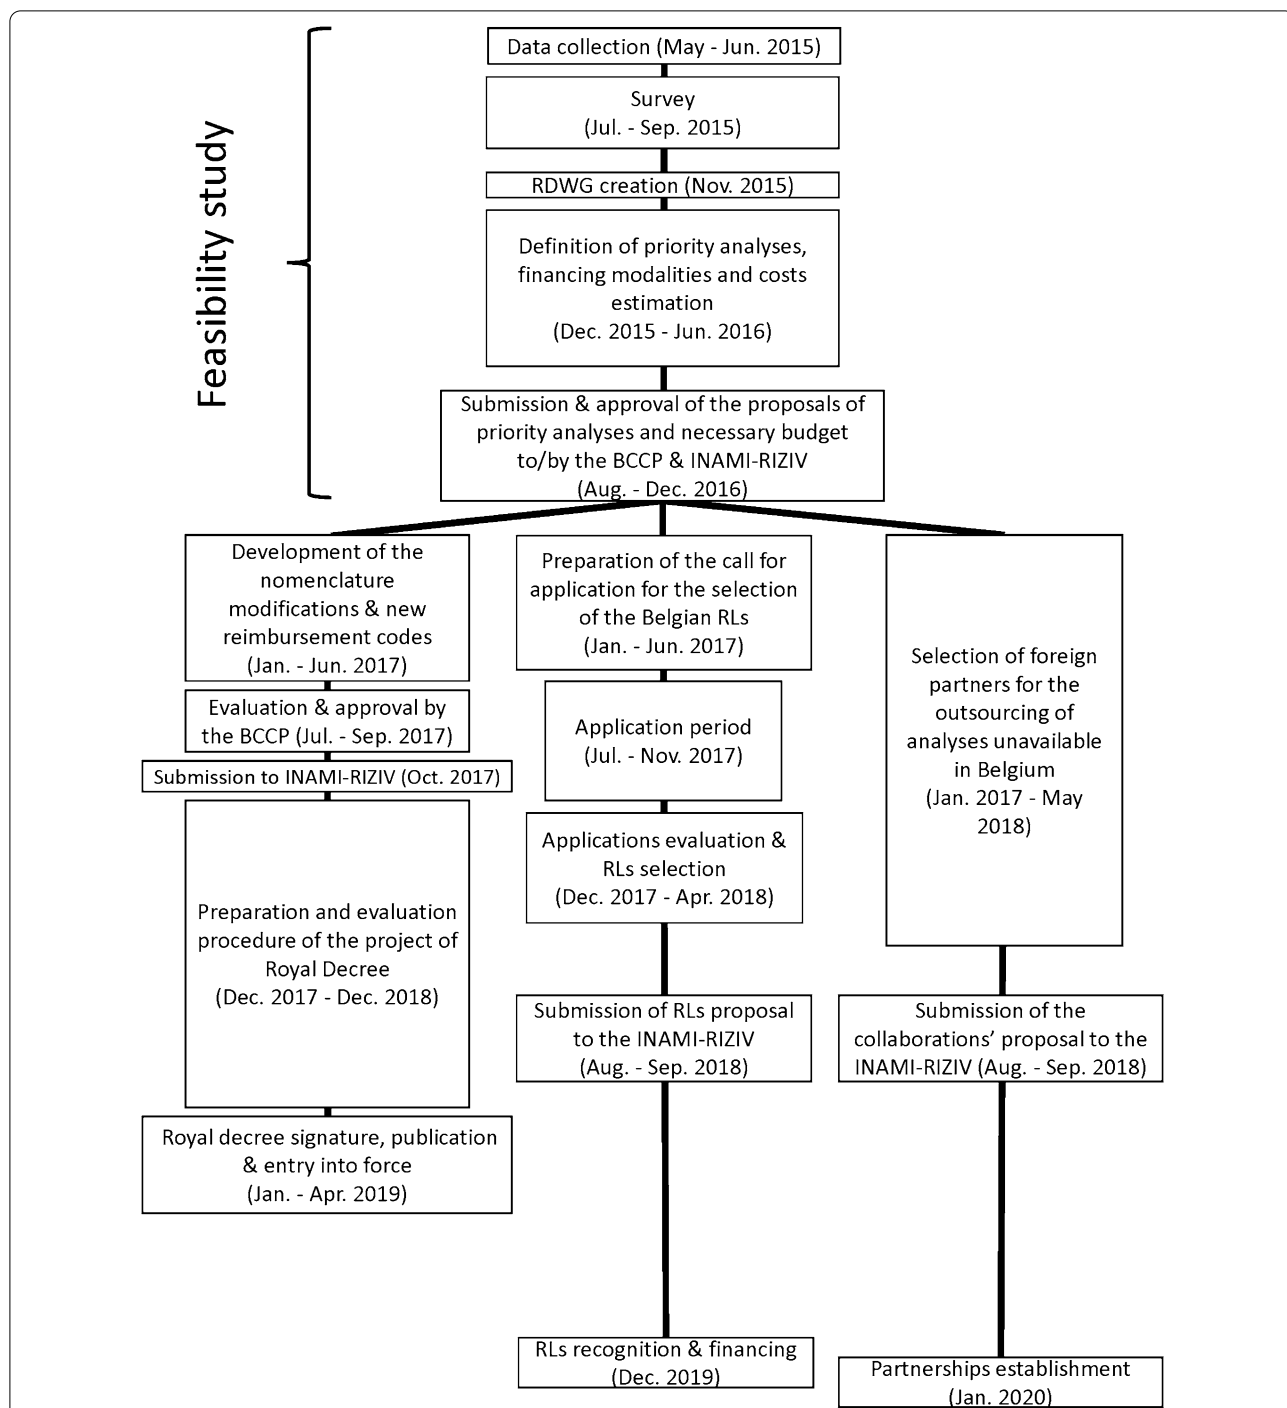 Feasibility study
Data collection (May - Jun. 2015)
Survey
(Jul. - Sep. 2015)
RDWG creation (Nov. 2015)
Definition of priority analyses,
financing modalities and costs
estimation
(Dec. 2015 - Jun. 2016)
Submission & approval of the proposals of
priority analyses and necessary budget
to/by the BCCP & INAMI-RIZIV
(Aug. - Dec. 2016)
Development of the
nomenclature
modifications & new
reimbursement codes
(Jan. - Jun. 2017)
Evaluation & approval by
the BCCP (Jul. - Sep. 2017)
Submission to INAMI-RIZIV (Oct. 2017)
Preparation and evaluation
procedure of the project of
Royal Decree
(Dec. 2017 - Dec. 2018)
Royal decree signature, publication
& entry into force
(Jan. - Apr. 2019)
Preparation of the call for
application for the selection
of the Belgian RLs
(Jan. - Jun. 2017)
Application period
(Jul. - Nov. 2017)
Applications evaluation &
RLs selection
(Dec. 2017 - Apr. 2018)
Submission of RLs proposal
to the INAMI-RIZIV
(Aug. - Sep. 2018)
RLs recognition & financing
(Dec. 2019)
Selection of foreign
partners for the
outsourcing of
analyses unavailable
in Belgium
(Jan. 2017 - May
2018)
Submission of the
collaborations’ proposal to the
INAMI-RIZIV (Aug. - Sep. 2018)
Partnerships establishment
(Jan. 2020)